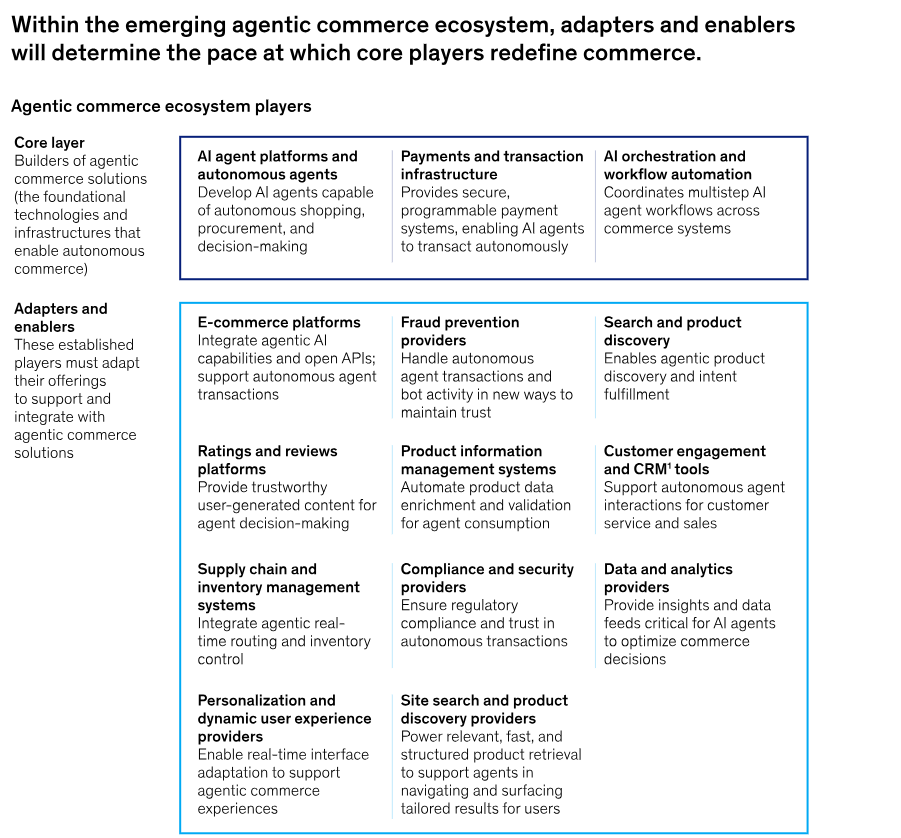 Within the emerging agentic commerce ecosystem, adapters and enablers
will determine the pace at which core players redefine commerce.
Agentic commerce ecosystem players
Core layer
Builders of agentic
commerce solutions
(the foundational
technologies and
infrastructures that
enable autonomous
commerce)
AI agent platforms and
autonomous agents
Develop AI agents capable
of autonomous shopping,
procurement, and
decision-making
Payments and transaction
infrastructure
Provides secure,
programmable payment
systems, enabling AI agents
to transact autonomously
AI orchestration and
workflow automation
Coordinates multistep AI
agent workflows across
commerce systems
Adapters and
enablers
These established
players must adapt
their offerings
to support and
integrate with
agentic commerce
solutions
E-commerce platforms
Integrate agentic AI
capabilities and open APIs;
support autonomous agent
transactions
Fraud prevention
providers
Handle autonomous
agent transactions and
bot activity in new ways to
maintain trust
Search and product
discovery
Enables agentic product
discovery and intent
fulfillment
Ratings and reviews
platforms
Provide trustworthy
user-generated content for
agent decision-making
Product information
management systems
Automate product data
enrichment and validation
for agent consumption
Customer engagement
and CRM¹ tools
Support autonomous agent
interactions for customer
service and sales
Supply chain and
inventory management
systems
Integrate agentic real-
time routing and inventory
control
Compliance and security
providers
Ensure regulatory
compliance and trust in
autonomous transactions
Data and analytics
providers
Provide insights and data
feeds critical for AI agents
to optimize commerce
decisions
Personalization and
dynamic user experience
providers
Enable real-time interface
adaptation to support
agentic commerce
experiences
Site search and product
discovery providers
Power relevant, fast, and
structured product retrieval
to support agents in
navigating and surfacing
tailored results for users